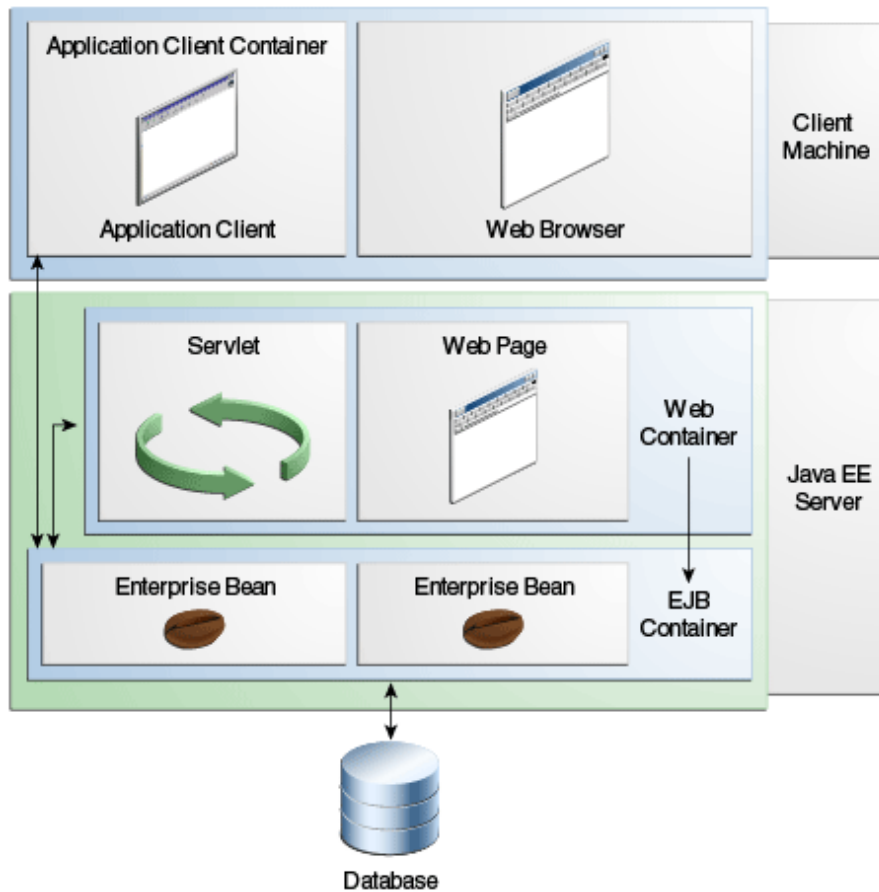 Application Client Container
Application Client
Web Browser
Client
Machine
Servlet
Web Page
Web
Container
Java EE
Server
Enterprise Bean
Enterprise Bean
EJB
Container
Database